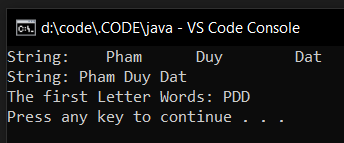 d:\code\.CODE\java - VS Code Console
String:    Pham       Duy         Dat
String: Pham Duy Dat
The first Letter Words: PDD
Press any key to continue . . .